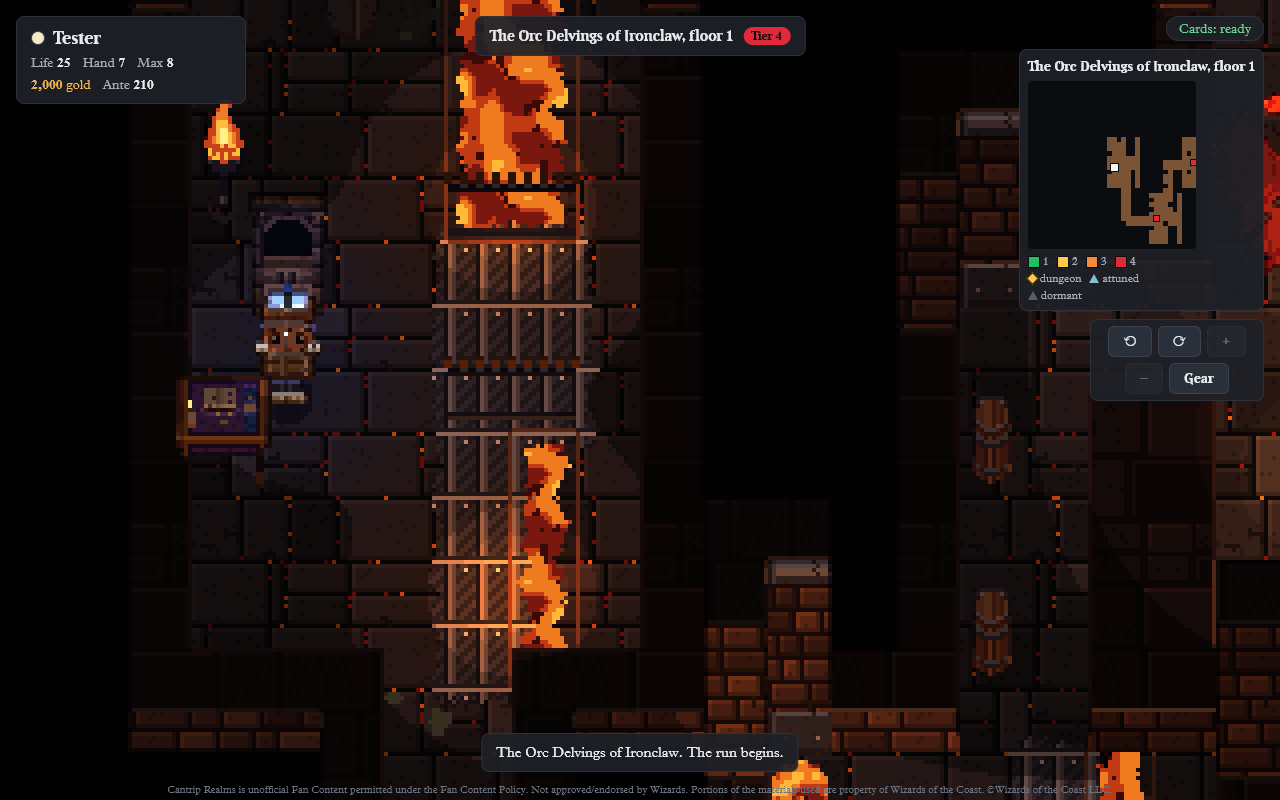 Tester
Life 25 Hand 7 Max 8
2,000 gold Ante 210
The Orc Delvings of Ironclaw, floor 1 Tier 4
Cards: ready
The Orc Delvings of Ironclaw, floor 1
1 2 3 4
dungeon attuned
dormant
+
−
Gear
The Orc Delvings of Ironclaw. The run begins.
Cantrip Realms is unofficial Fan Content permitted under the Fan Content Policy. Not approved/endorsed by Wizards. Portions of the materials used are property of Wizards of the Coast. ©Wizards of the Coast LLC.